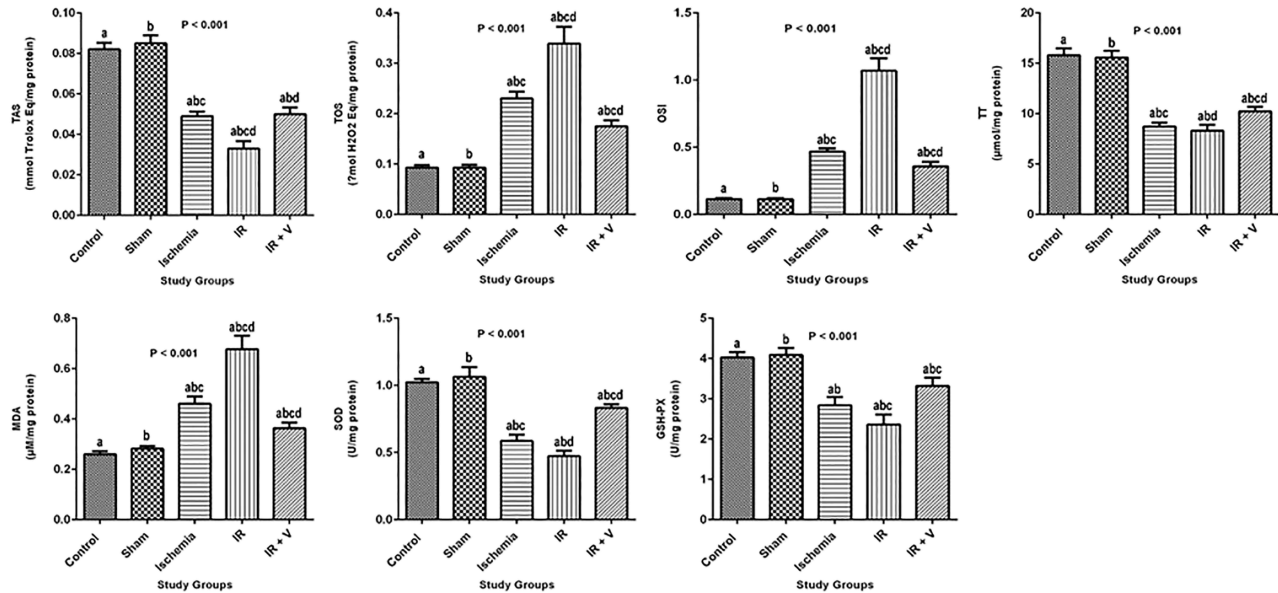 TAS
(mmol Trolox Eq/mg protein)
0.10
0.08
0.06
0.04
0.02
0.00
P < 0.001
a
b
abc
abcd
abd
Control
Sham
Ischemia
IR
IR + V
Study Groups
TOS
(?mol H2O2 Eq/mg protein)
0.4
0.3
0.2
0.1
0.0
P < 0.001
a
b
abc
abcd
abcd
Control
Sham
Ischemia
IR
IR + V
Study Groups
OSI
1.5
1.0
0.5
0.0
P < 0.001
a
b
abc
abcd
abcd
Control
Sham
Ischemia
IR
IR + V
Study Groups
TT
(µmol/mg protein)
20
15
10
5
0
P < 0.001
a
b
abc
abd
abcd
Control
Sham
Ischemia
IR
IR + V
Study Groups
MDA
(µM/mg protein)
0.8
0.6
0.4
0.2
0.0
P < 0.001
a
b
abc
abcd
abcd
Control
Sham
Ischemia
IR
IR + V
Study Groups
SOD
(U/mg protein)
1.5
1.0
0.5
0.0
P < 0.001
a
b
abc
abd
abcd
Control
Sham
Ischemia
IR
IR + V
Study Groups
GSH-PX
(U/mg protein)
5
4
3
2
1
0
P < 0.001
a
b
ab
abc
abc
Control
Sham
Ischemia
IR
IR + V
Study Groups